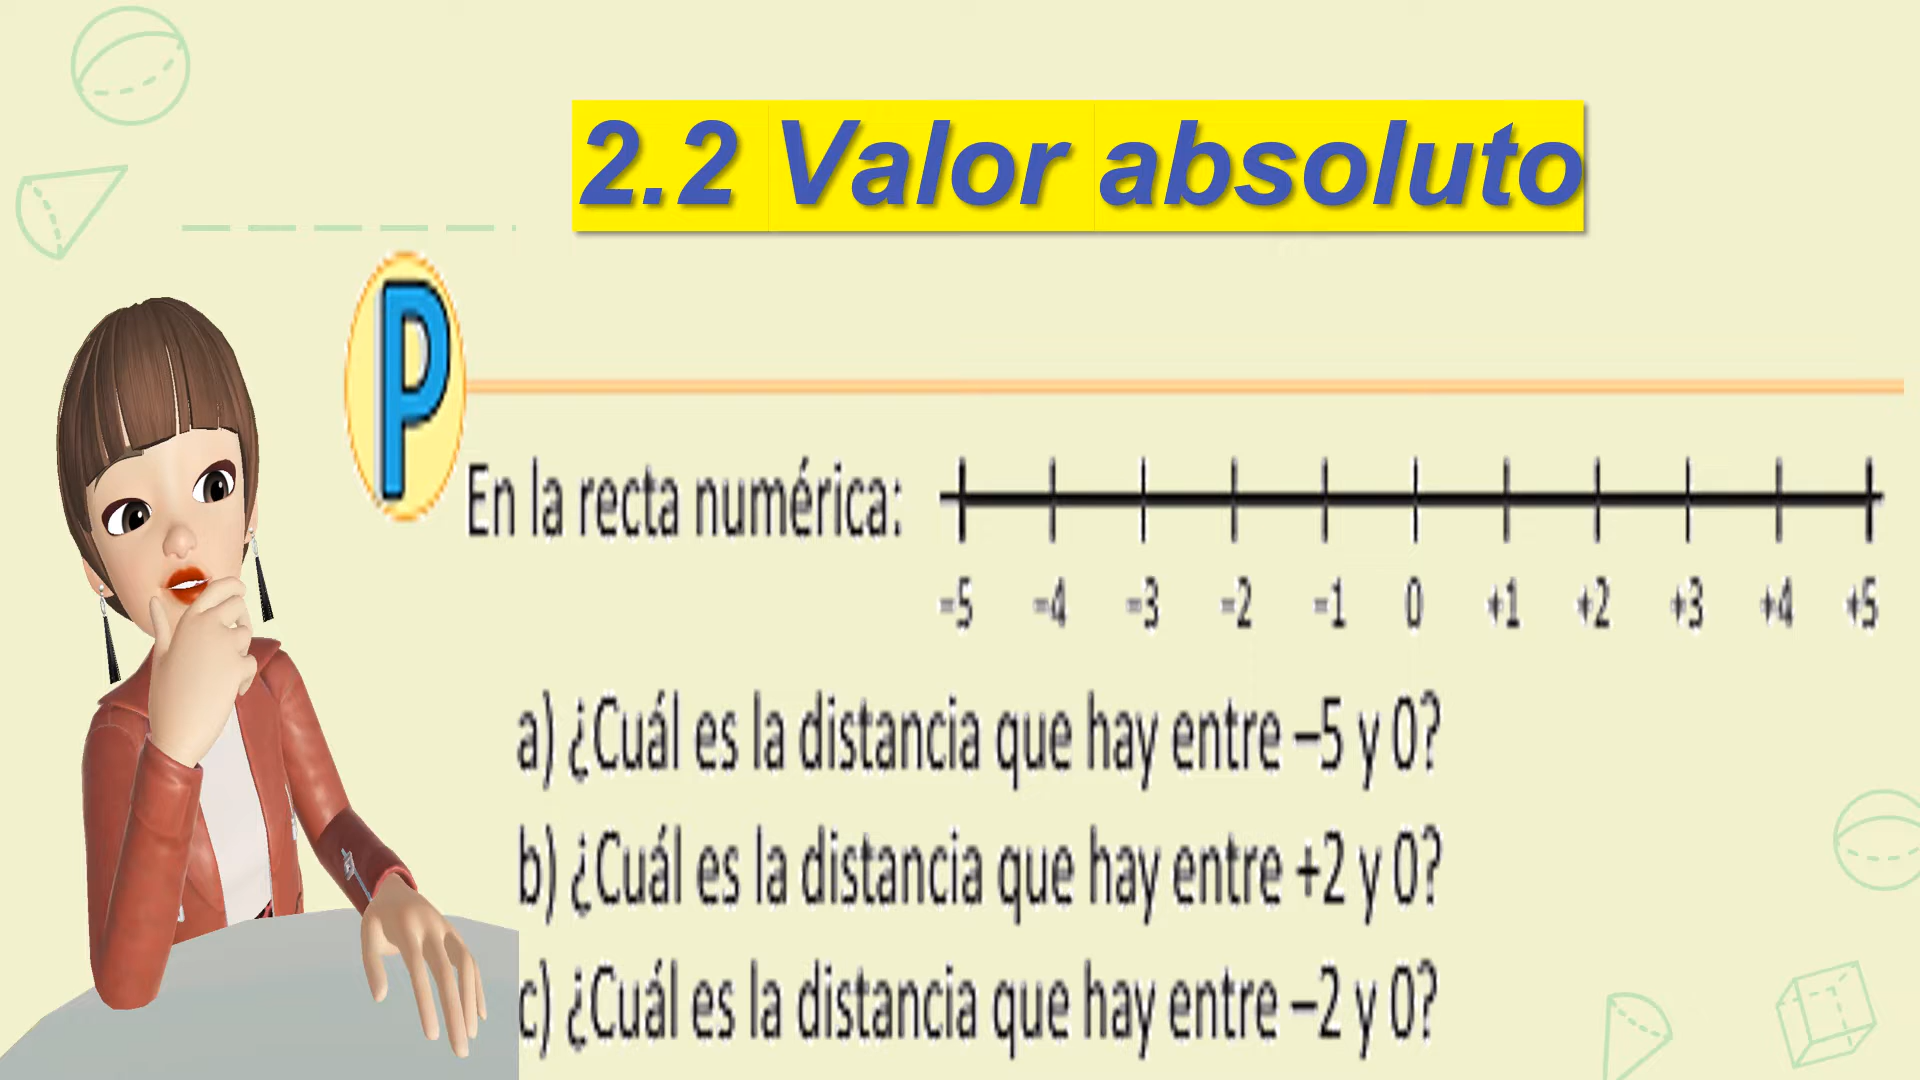 2.2 Valor absoluto
P
En la recta numérica:
-5 -4 -3 -2 -1 0 +1 +2 +3 +4 +5
a) ¿Cuál es la distancia que hay entre –5 y 0?
b) ¿Cuál es la distancia que hay entre +2 y 0?
c) ¿Cuál es la distancia que hay entre –2 y 0?